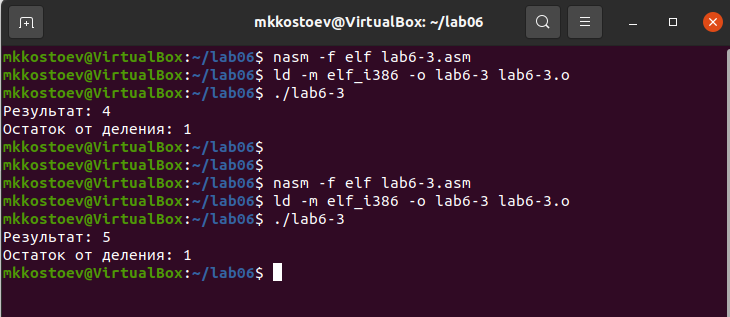 mkkostoev@VirtualBox: ~/lab06
mkkostoev@VirtualBox:~/lab06$ nasm -f elf lab6-3.asm
mkkostoev@VirtualBox:~/lab06$ ld -m elf_i386 -o lab6-3 lab6-3.o
mkkostoev@VirtualBox:~/lab06$ ./lab6-3
Результат: 4
Остаток от деления: 1
mkkostoev@VirtualBox:~/lab06$
mkkostoev@VirtualBox:~/lab06$
mkkostoev@VirtualBox:~/lab06$ nasm -f elf lab6-3.asm
mkkostoev@VirtualBox:~/lab06$ ld -m elf_i386 -o lab6-3 lab6-3.o
mkkostoev@VirtualBox:~/lab06$ ./lab6-3
Результат: 5
Остаток от деления: 1
mkkostoev@VirtualBox:~/lab06$